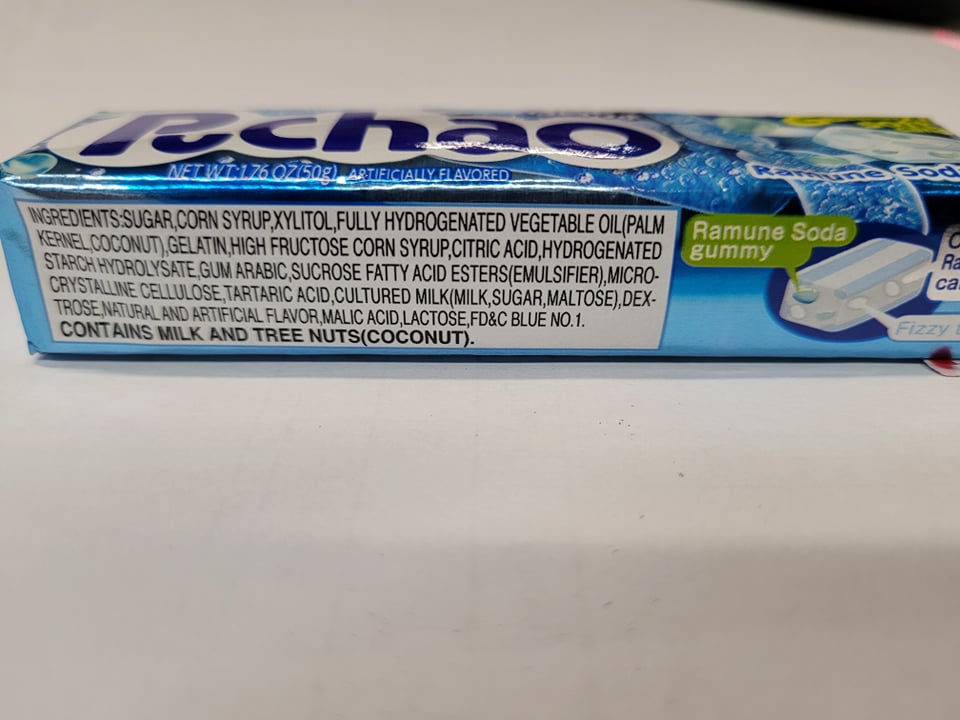 Puchao
NET WT:1.76 OZ(50g) ARTIFICIALLY FLAVORED
Ramune Sod
INGREDIENTS:SUGAR,CORN SYRUP,XYLITOL,FULLY HYDROGENATED VEGETABLE OIL(PALM
KERNEL,COCONUT),GELATIN,HIGH FRUCTOSE CORN SYRUP,CITRIC ACID,HYDROGENATED
STARCH HYDROLYSATE,GUM ARABIC,SUCROSE FATTY ACID ESTERS(EMULSIFIER),MICRO-
CRYSTALLINE CELLULOSE,TARTARIC ACID,CULTURED MILK(MILK,SUGAR,MALTOSE),DEX-
TROSE,NATURAL AND ARTIFICIAL FLAVOR,MALIC ACID,LACTOSE,FD&C BLUE NO.1.
CONTAINS MILK AND TREE NUTS(COCONUT).
Ramune Soda
gummy
Ra
ca
Fizzy